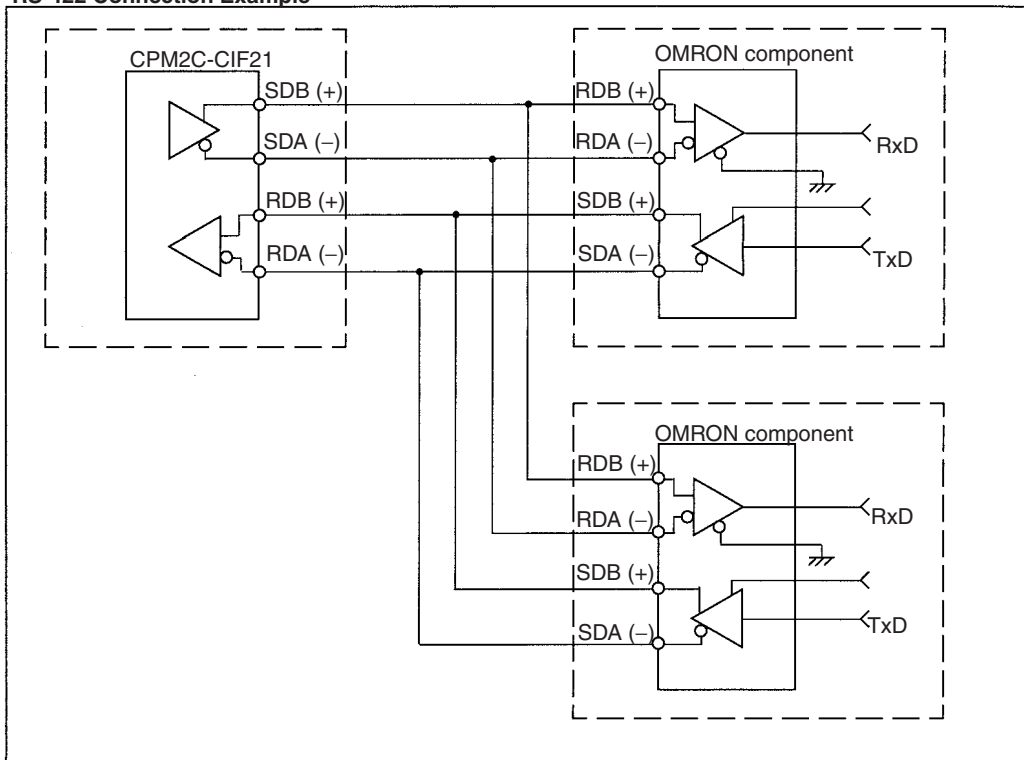 RS-422 Connection Example
CPM2C-CIF21
SDB (+)
SDA (–)
RDB (+)
RDA (–)
OMRON component
RDB (+)
RDA (–)
SDB (+)
SDA (–)
RxD
TxD
OMRON component
RDB (+)
RDA (–)
SDB (+)
SDA (–)
RxD
TxD